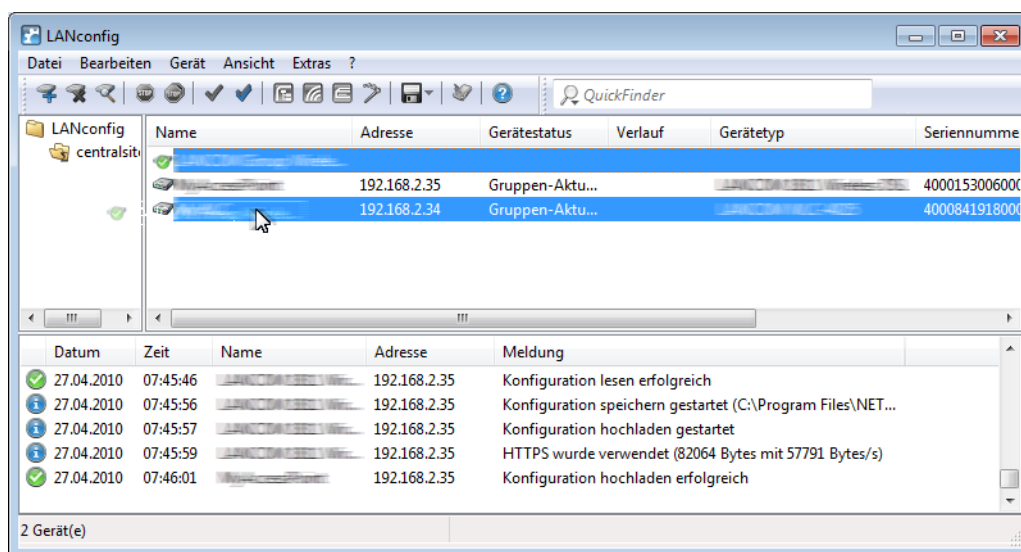 LANconfig
Datei Bearbeiten Gerät Ansicht Extras ?
QuickFinder
LANconfig
centralsit
Name Adresse Gerätestatus Verlauf Gerätetyp Seriennumme
192.168.2.35 Gruppen-Aktu... 4000153006000
192.168.2.34 Gruppen-Aktu... 4000841918000
Datum Zeit Name Adresse Meldung
27.04.2010 07:45:46 192.168.2.35 Konfiguration lesen erfolgreich
27.04.2010 07:45:56 192.168.2.35 Konfiguration speichern gestartet (C:\Program Files\NET...
27.04.2010 07:45:57 192.168.2.35 Konfiguration hochladen gestartet
27.04.2010 07:45:59 192.168.2.35 HTTPS wurde verwendet (82064 Bytes mit 57791 Bytes/s)
27.04.2010 07:46:01 192.168.2.35 Konfiguration hochladen erfolgreich
2 Gerät(e)